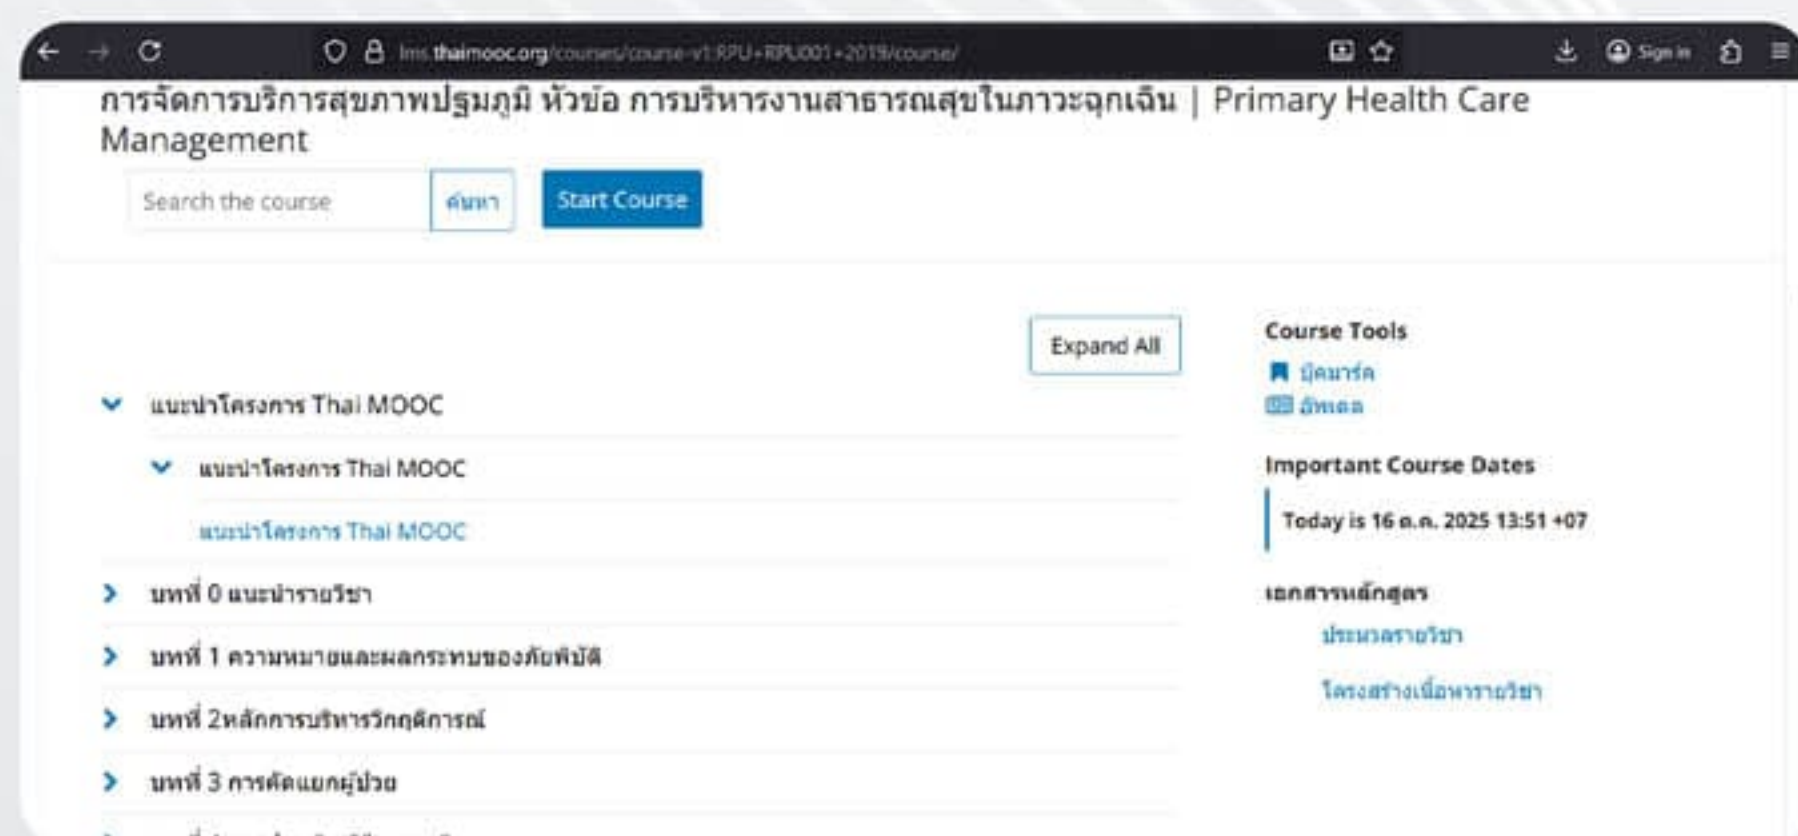 lms.thaimooc.org/courses/course-v1:RPU+RPU001+2019/course/
Sign in
การจัดการบริการสุขภาพปฐมภูมิ หัวข้อ การบริหารงานสาธารณสุขในภาวะฉุกเฉิน | Primary Health Care
Management
Search the course
ค้นหา
Start Course
Expand All
แนะนำโครงการ Thai MOOC
แนะนำโครงการ Thai MOOC
แนะนำโครงการ Thai MOOC
บทที่ 0 แนะนำรายวิชา
บทที่ 1 ความหมายและผลกระทบของภัยพิบัติ
บทที่ 2หลักการบริหารวิกฤติการณ์
บทที่ 3 การคัดแยกผู้ป่วย
Course Tools
บุ๊คมาร์ค
อัพเดต
Important Course Dates
Today is 16 ต.ค. 2025 13:51 +07
เอกสารหลักสูตร
ประมวลรายวิชา
โครงสร้างเนื้อหารายวิชา